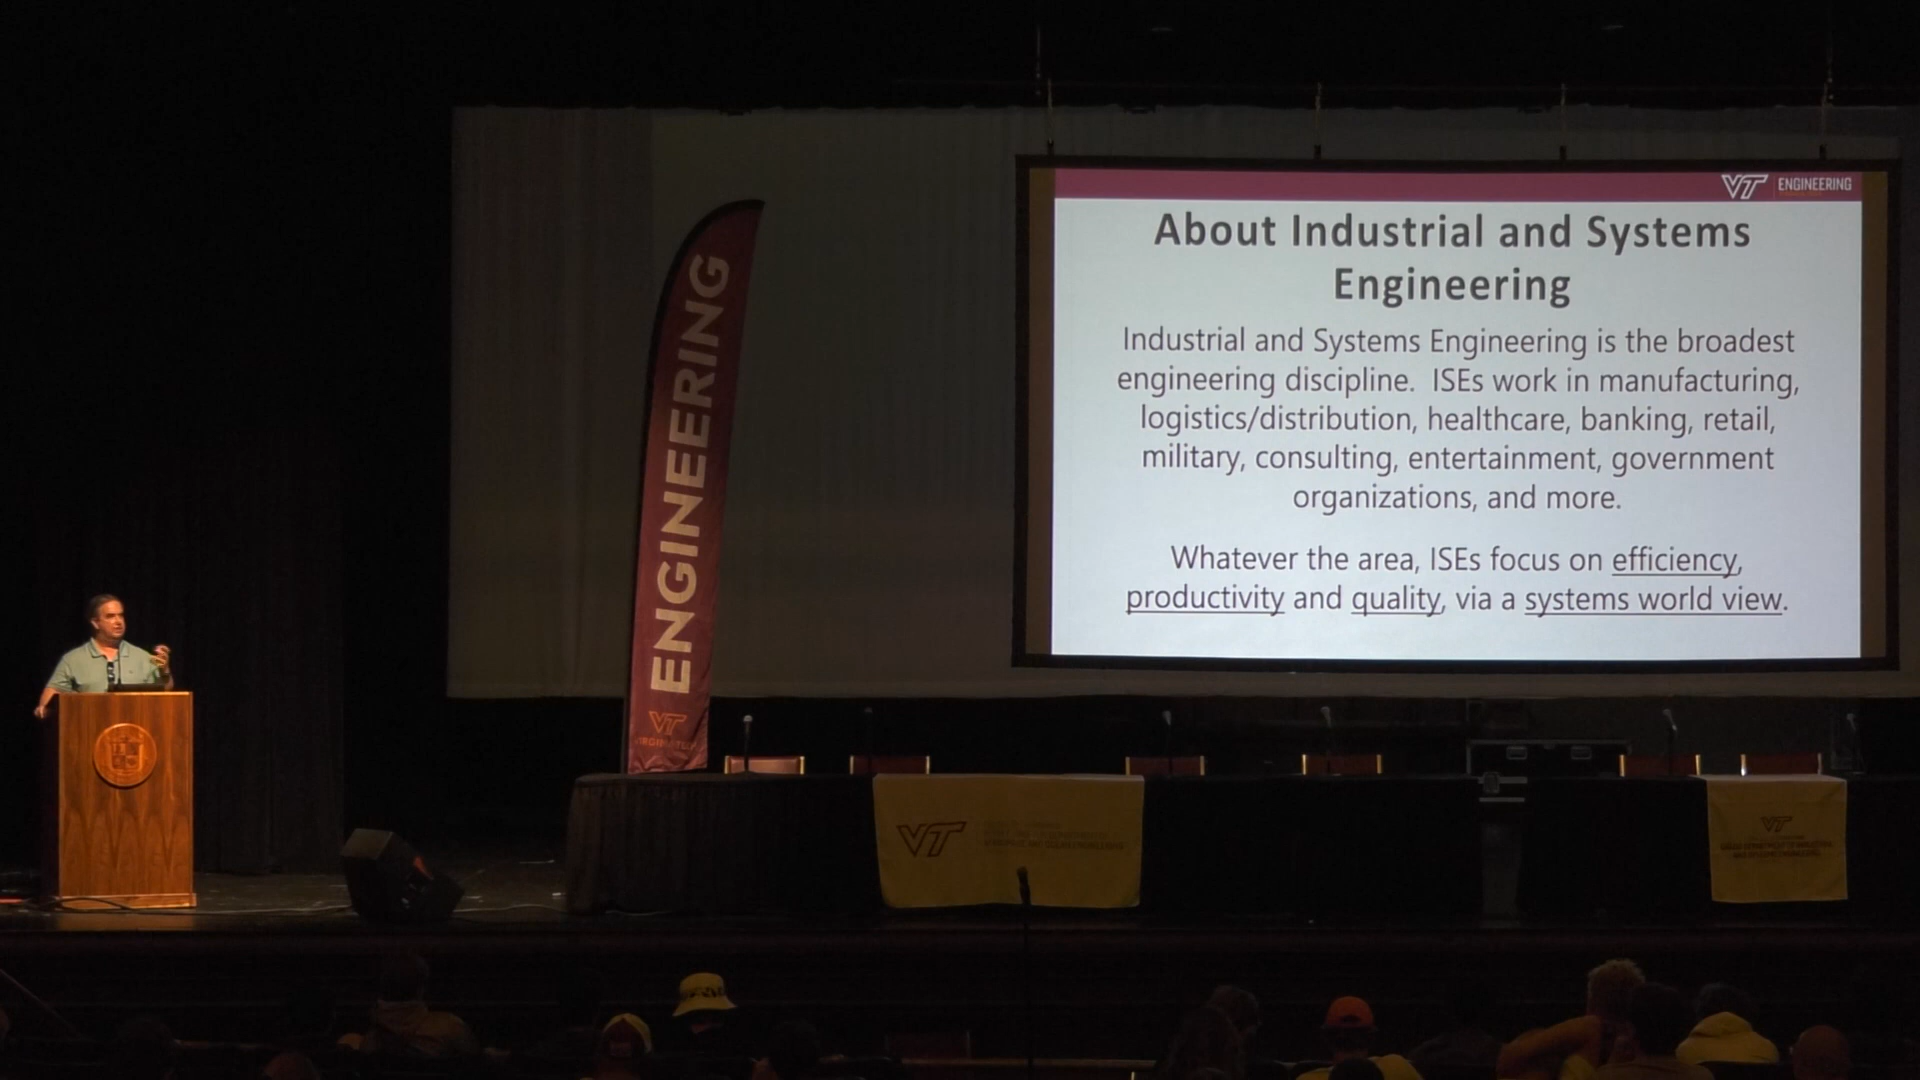 VT ENGINEERING
About Industrial and Systems
Engineering
Industrial and Systems Engineering is the broadest
engineering discipline. ISEs work in manufacturing,
logistics/distribution, healthcare, banking, retail,
military, consulting, entertainment, government
organizations, and more.
Whatever the area, ISEs focus on efficiency,
productivity and quality, via a systems world view.
ENGINEERING
VT
VT
VT